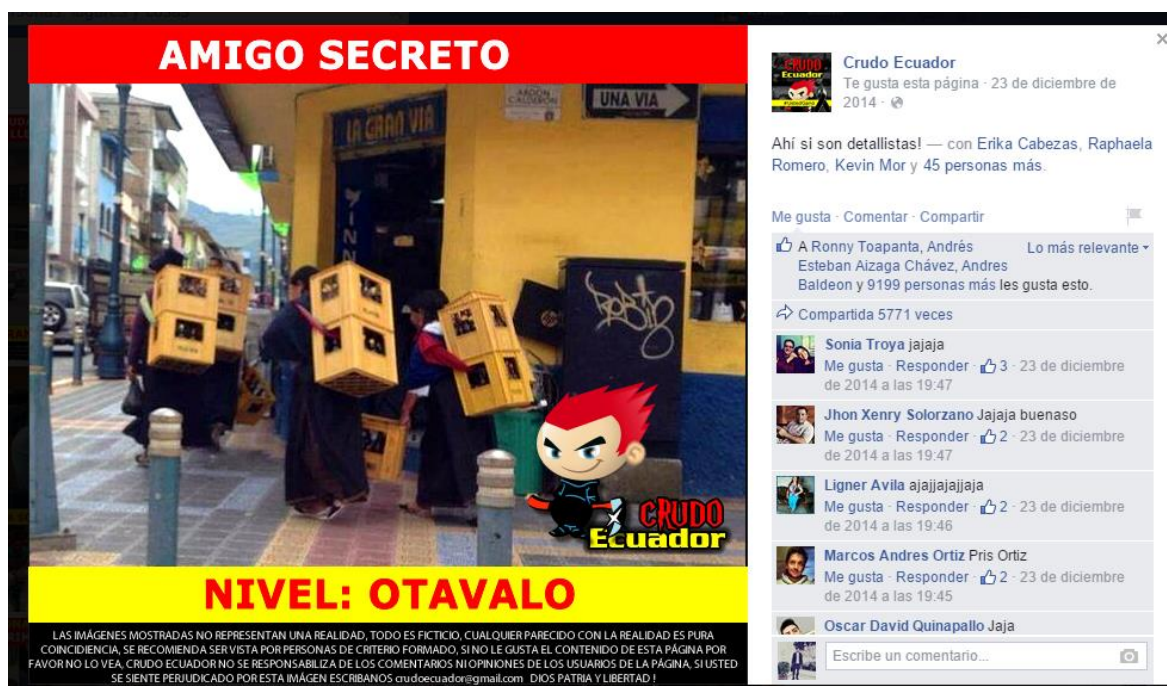 AMIGO SECRETO
ABDÓN
CALDERÓN
UNA VIA
LA GRAN VIA
CRUDO
Ecuador
NIVEL: OTAVALO
LAS IMÁGENES MOSTRADAS NO REPRESENTAN UNA REALIDAD, TODO ES FICTICIO, CUALQUIER PARECIDO CON LA REALIDAD ES PURA
COINCIDENCIA, SE RECOMIENDA SER VISTA POR PERSONAS DE CRITERIO FORMADO, SI NO LE GUSTA EL CONTENIDO DE ESTA PÁGINA POR
FAVOR NO LO VEA, CRUDO ECUADOR NO SE RESPONSABILIZA DE LOS COMENTARIOS NI OPINIONES DE LOS USUARIOS DE LA PÁGINA, SI USTED
SE SIENTE PERJUDICADO POR ESTA IMÁGEN ESCRIBANOS crudoecuador@gmail.com DIOS PATRIA Y LIBERTAD !
CRUDO
Ecuador
Crudo Ecuador
Te gusta esta página · 23 de diciembre de
2014 ·
Ahí si son detallistas! — con Erika Cabezas, Raphaela
Romero, Kevin Mor y 45 personas más.
Me gusta · Comentar · Compartir
A Ronny Toapanta, Andrés
Esteban Aizaga Chávez, Andres
Baldeon y 9199 personas más les gusta esto.
Lo más relevante
Compartida 5771 veces
Sonia Troya jajaja
Me gusta · Responder · 3 · 23 de diciembre
de 2014 a las 19:47
Jhon Xenry Solorzano Jajaja buenaso
Me gusta · Responder · 2 · 23 de diciembre
de 2014 a las 19:47
Ligner Avila ajajjajajjaja
Me gusta · Responder · 2 · 23 de diciembre
de 2014 a las 19:46
Marcos Andres Ortiz Pris Ortiz
Me gusta · Responder · 2 · 23 de diciembre
de 2014 a las 19:45
Oscar David Quinapallo Jaja
Escribe un comentario...